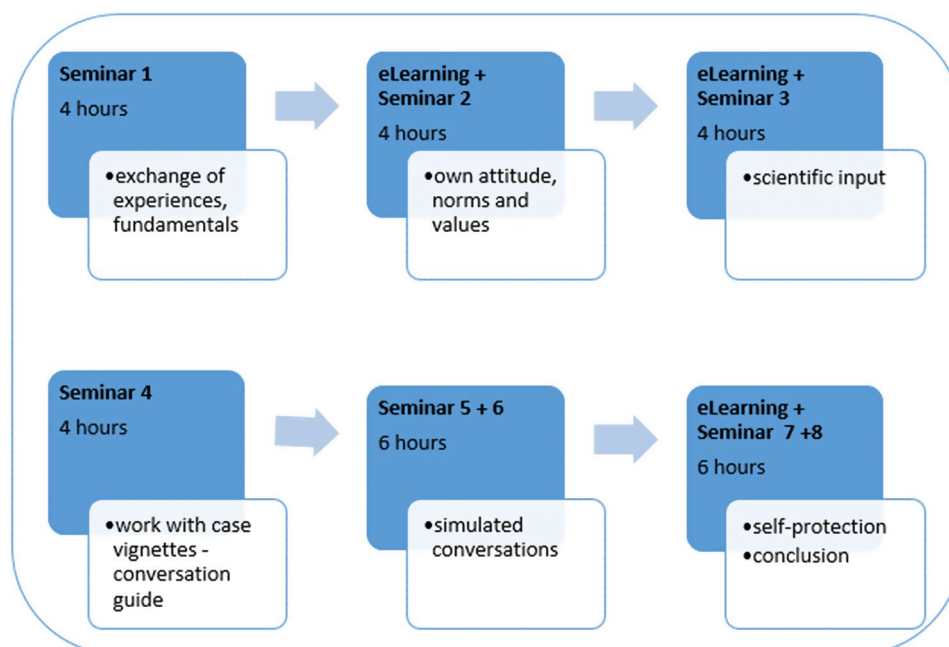 Seminar 1
4 hours
•exchange of
experiences,
fundamentals
eLearning +
Seminar 2
4 hours
•own attitude,
norms and
values
eLearning +
Seminar 3
4 hours
•scientific input
Seminar 4
4 hours
•work with case
vignettes -
conversation
guide
Seminar 5 + 6
6 hours
•simulated
conversations
eLearning +
Seminar 7 +8
6 hours
•self-protection
•conclusion